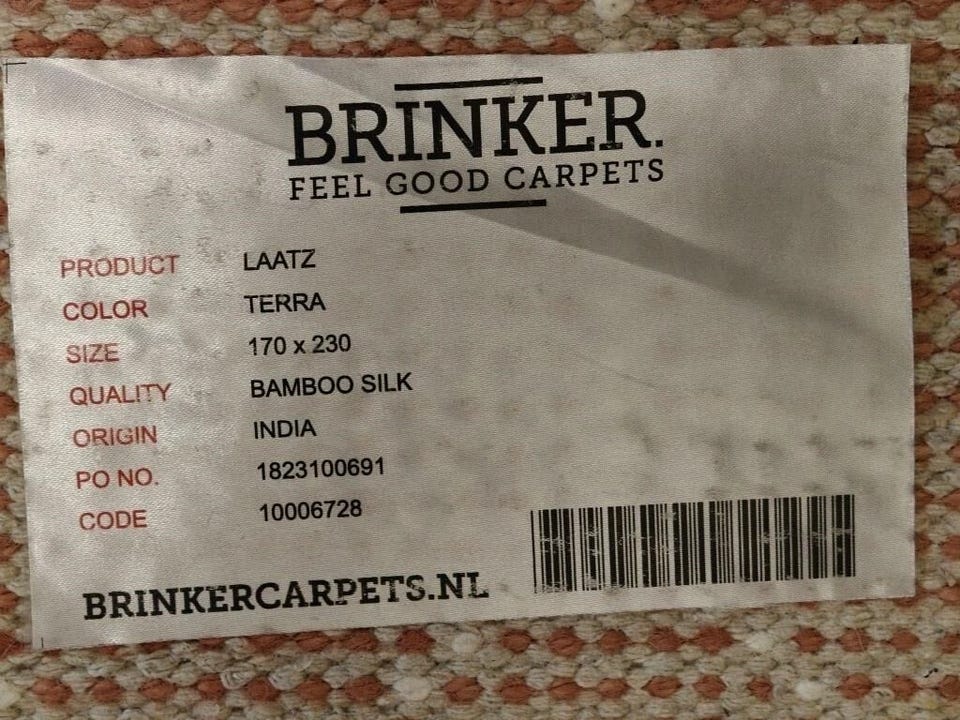 BRINKER.
FEEL GOOD CARPETS
PRODUCT LAATZ
COLOR TERRA
SIZE 170 x 230
QUALITY BAMBOO SILK
ORIGIN INDIA
PO NO. 1823100691
CODE 10006728
BRINKERCARPETS.NL